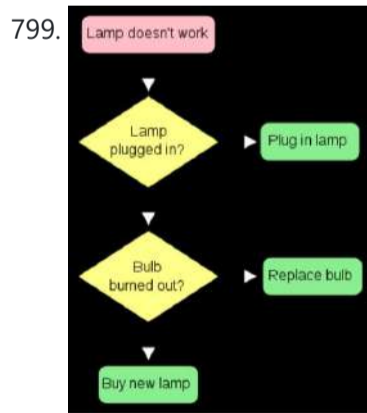 799.
Lamp doesn't work
Lamp
plugged in?
Plug in lamp
Bulb
burned out?
Replace bulb
Buy new lamp